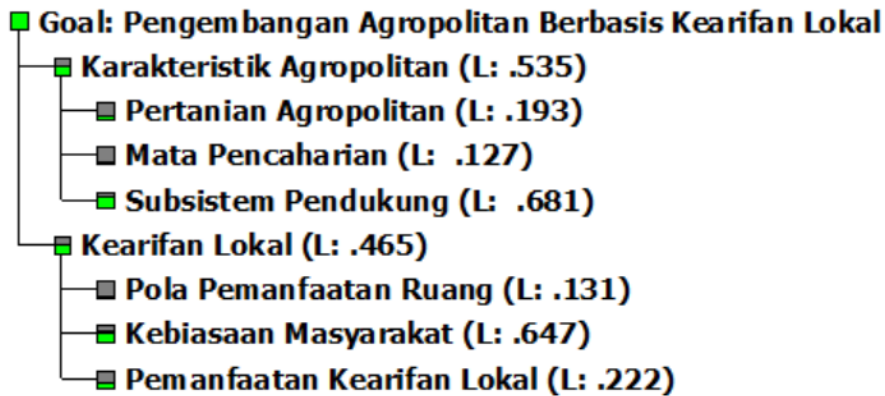 Goal: Pengembangan Agropolitan Berbasis Kearifan Lokal
Karakteristik Agropolitan (L: .535)
Pertanian Agropolitan (L: .193)
Mata Pencaharian (L: .127)
Subsistem Pendukung (L: .681)
Kearifan Lokal (L: .465)
Pola Pemanfaatan Ruang (L: .131)
Kebiasaan Masyarakat (L: .647)
Pemanfaatan Kearifan Lokal (L: .222)